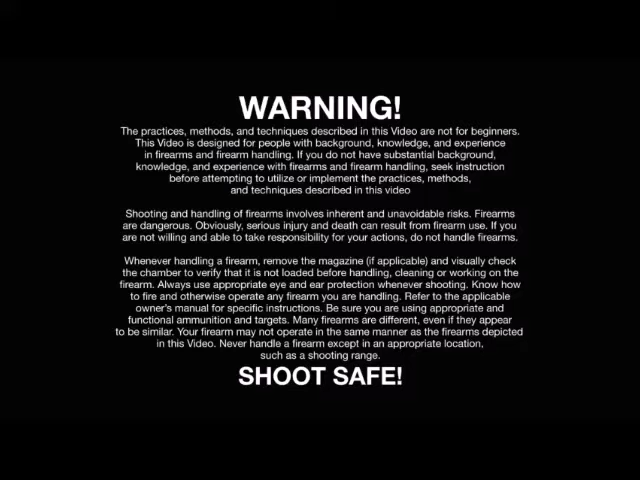 WARNING!
The practices, methods, and techniques described in this Video are not for beginners.
This Video is designed for people with background, knowledge, and experience
in firearms and firearm handling. If you do not have substantial background,
knowledge, and experience with firearms and firearm handling, seek instruction
before attempting to utilize or implement the practices, methods,
and techniques described in this video
Shooting and handling of firearms involves inherent and unavoidable risks. Firearms
are dangerous. Obviously, serious injury and death can result from firearm use. If you
are not willing and able to take responsibility for your actions, do not handle firearms.
Whenever handling a firearm, remove the magazine (if applicable) and visually check
the chamber to verify that it is not loaded before handling, cleaning or working on the
firearm. Always use appropriate eye and ear protection whenever shooting. Know how
to fire and otherwise operate any firearm you are handling. Refer to the applicable
owner's manual for specific instructions. Be sure you are using appropriate and
functional ammunition and targets. Many firearms are different, even if they appear
to be similar. Your firearm may not operate in the same manner as the firearms depicted
in this Video. Never handle a firearm except in an appropriate location,
such as a shooting range.
SHOOT SAFE!